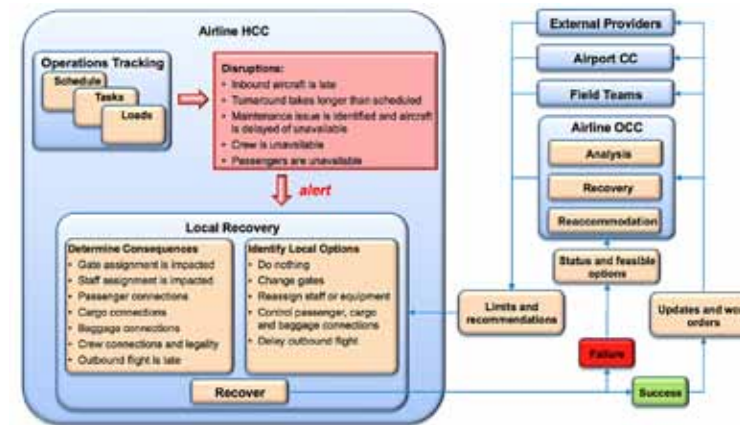 Airline HCC
Operations Tracking
Schedule
Tasks
Loads
Disruptions:
• Inbound aircraft is late
• Turnaround takes longer than scheduled
• Maintenance issue is identified and aircraft
is delayed of unavailable
• Crew is unavailable
• Passengers are unavailable
alert
Local Recovery
Determine Consequences
• Gate assignment is impacted
• Staff assignment is impacted
• Passenger connections
• Cargo connections
• Baggage connections
• Crew connections and legality
• Outbound flight is late
Identify Local Options
• Do nothing
• Change gates
• Reassign staff or equipment
• Control passenger, cargo
and baggage connections
• Delay outbound flight
Recover
External Providers
Airport CC
Field Teams
Airline OCC
Analysis
Recovery
Reaccommodation
Status and feasible
options
Limits and
recommendations
Updates and wo
orders
Failure
Success